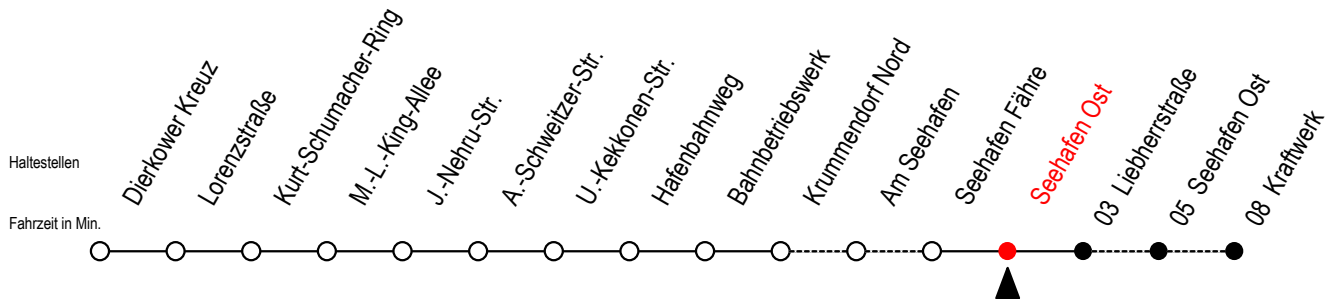 Haltestellen
Fahrzeit in Min.
Dierkower Kreuz
Lorenzstraße
Kurt-Schumacher-Ring
M.-L.-King-Allee
J.-Nehru-Str.
A.-Schweitzer-Str.
U.-Kekkonen-Str.
Hafenbahnweg
Bahnbetriebswerk
Krummendorf Nord
Am Seehafen
Seehafen Fähre
Seehafen Ost
03 Liebherrstraße
05 Seehafen Ost
08 Kraftwerk